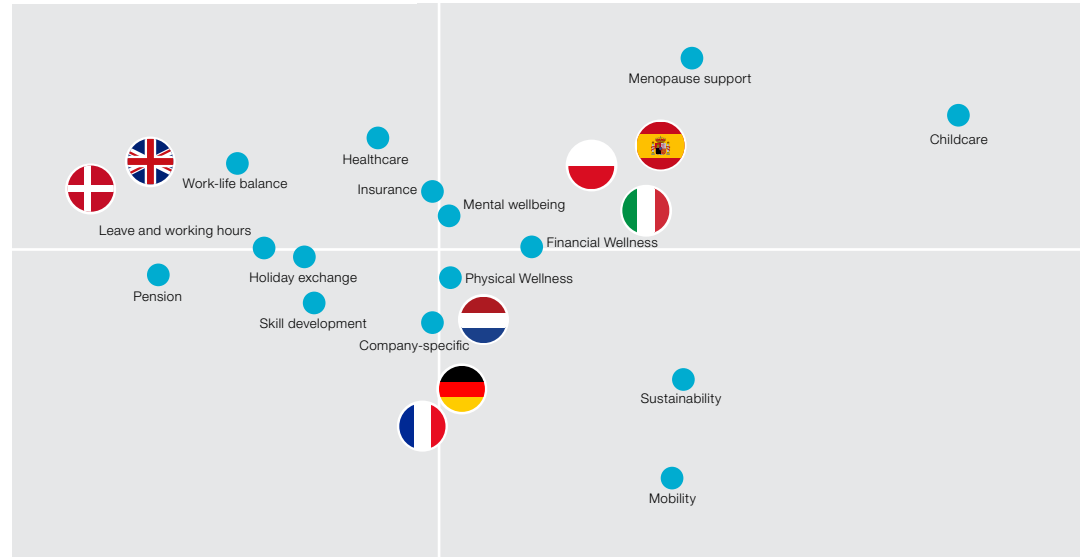 Menopause support
Childcare
Healthcare
Work-life balance
Insurance
Mental wellbeing
Leave and working hours
Financial Wellness
Holiday exchange
Physical Wellness
Pension
Skill development
Company-specific
Sustainability
Mobility